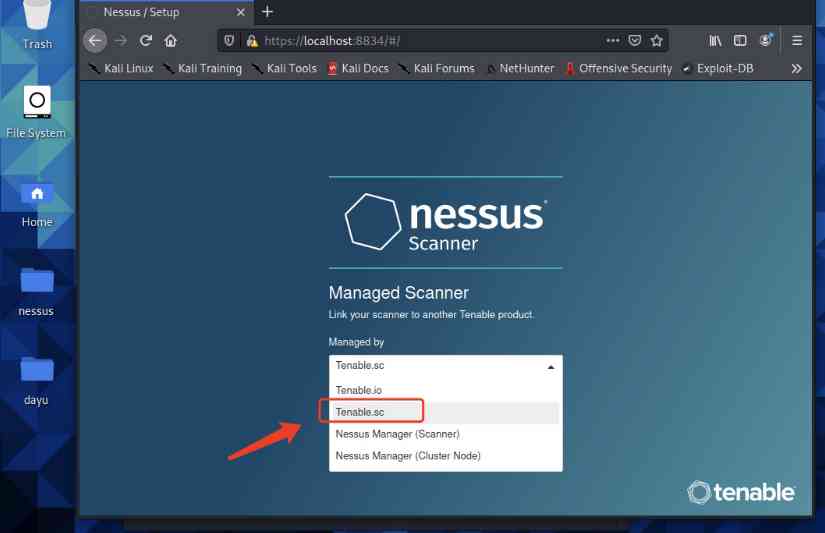 Trash
File System
Home
nessus
dayu
Nessus / Setup
https://localhost:8834/#/
Kali Linux
Kali Training
Kali Tools
Kali Docs
Kali Forums
NetHunter
Offensive Security
Exploit-DB
nessus
Scanner
Managed Scanner
Link your scanner to another Tenable product.
Managed by
Tenable.sc
Tenable.io
Tenable.sc
Nessus Manager (Scanner)
Nessus Manager (Cluster Node)
tenable